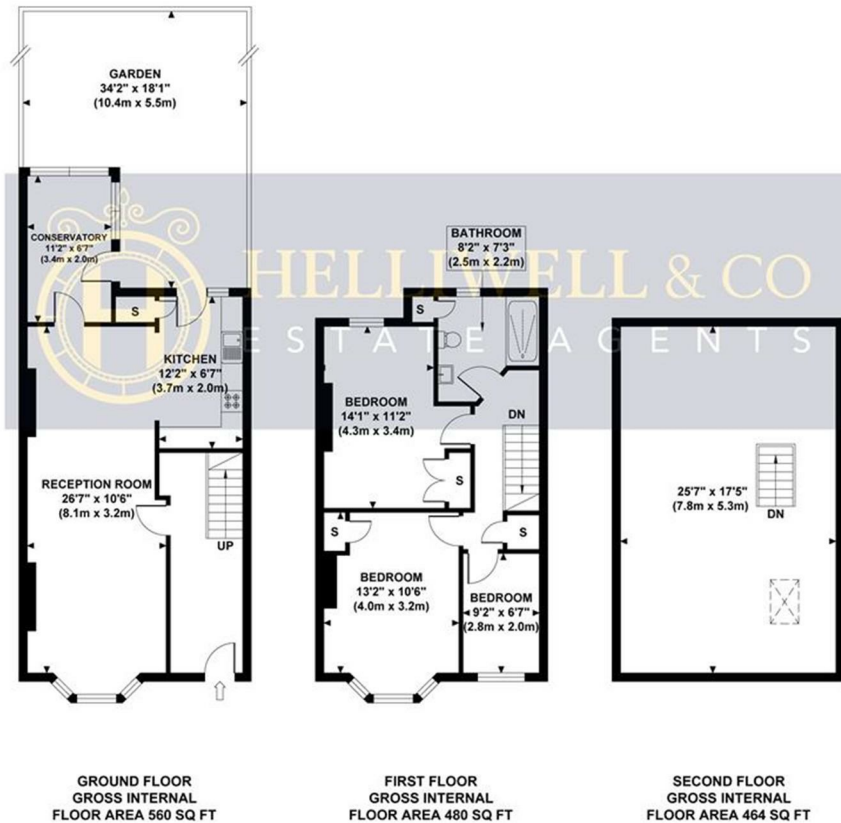 GARDEN
34'2" x 18'1"
(10.4m x 5.5m)
CONSERVATORY
11'2" x 6'7"
(3.4m x 2.0m)
S
KITCHEN
12'2" x 6'7"
(3.7m x 2.0m)
RECEPTION ROOM
26'7" x 10'6"
(8.1m x 3.2m)
UP
BATHROOM
8'2" x 7'3"
(2.5m x 2.2m)
S
BEDROOM
14'1" x 11'2"
(4.3m x 3.4m)
DN
S
S
S
BEDROOM
13'2" x 10'6"
(4.0m x 3.2m)
BEDROOM
9'2" x 6'7"
(2.8m x 2.0m)
25'7" x 17'5"
(7.8m x 5.3m)
DN
H
HELLIWELL & CO
ESTATE AGENTS
GROUND FLOOR
GROSS INTERNAL
FLOOR AREA 560 SQ FT
FIRST FLOOR
GROSS INTERNAL
FLOOR AREA 480 SQ FT
SECOND FLOOR
GROSS INTERNAL
FLOOR AREA 464 SQ FT